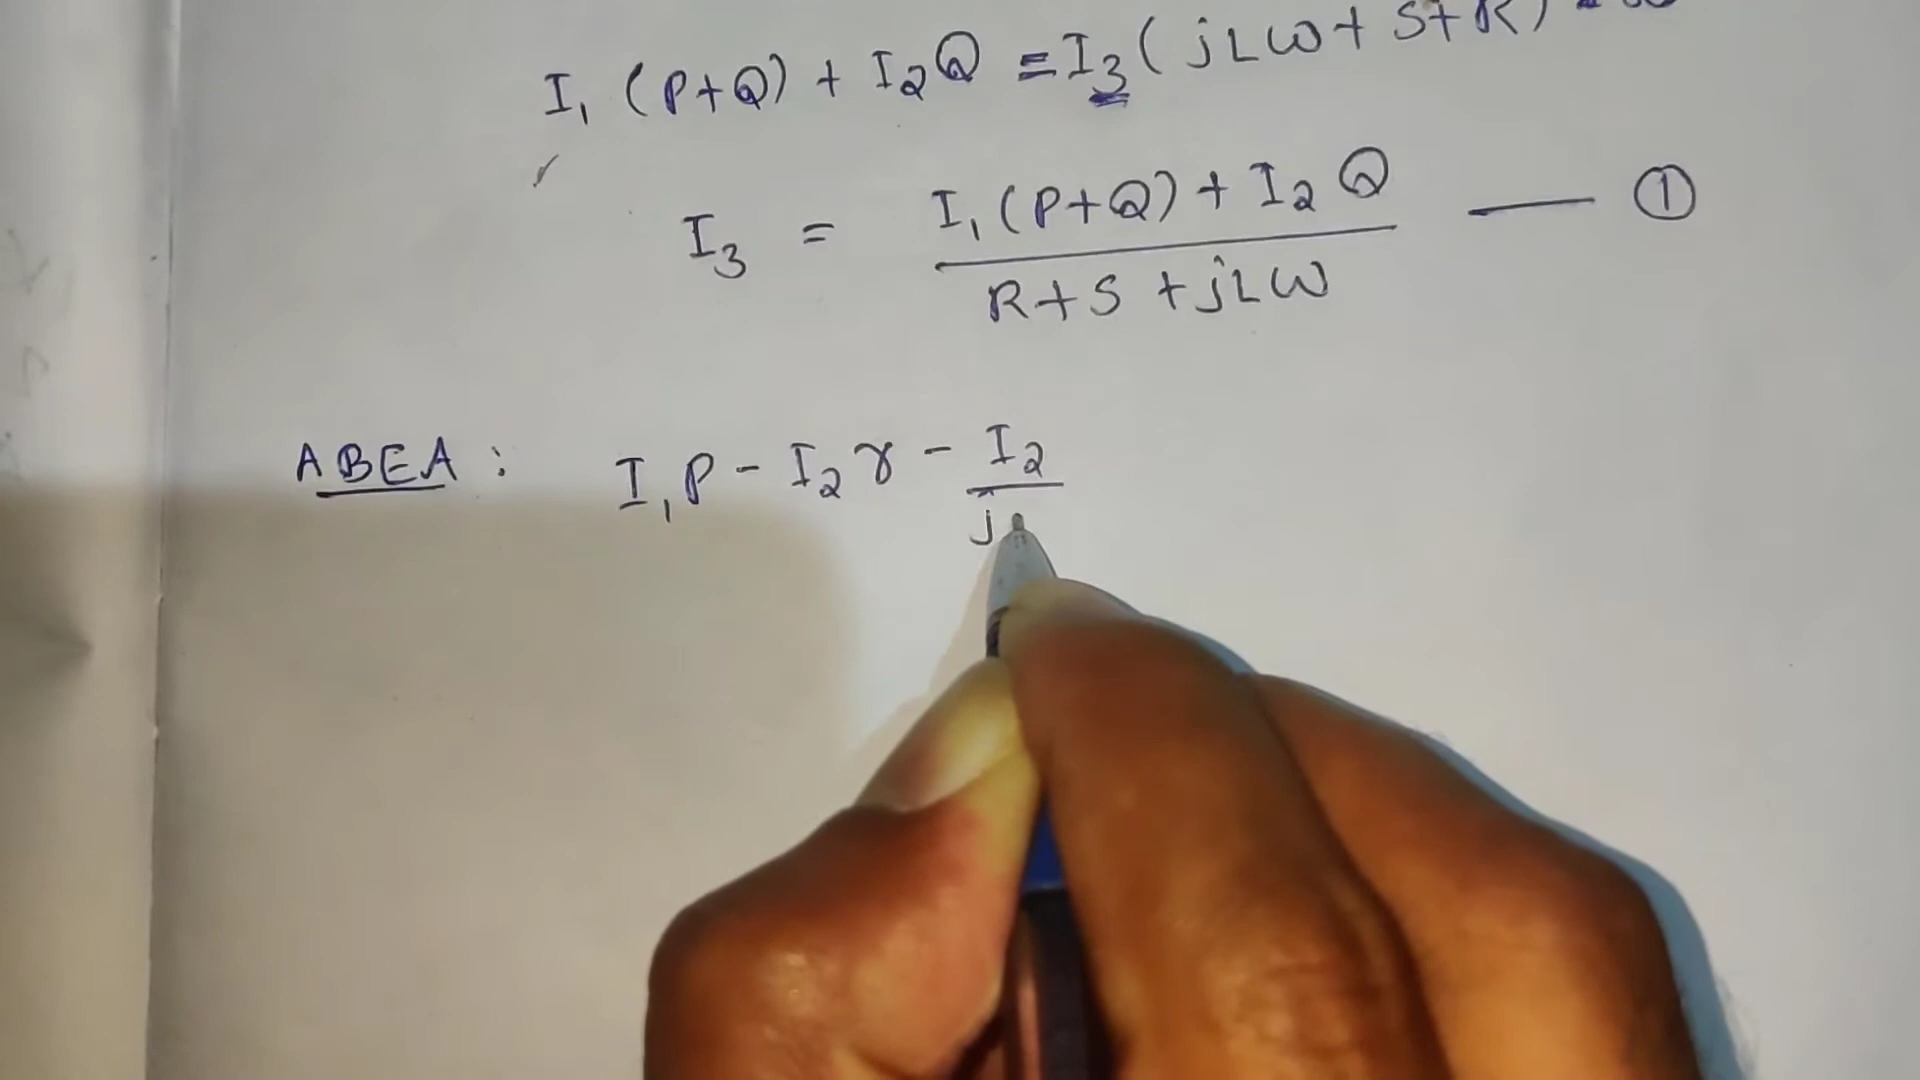 I₁ (P+Q) + I₂Q = I₃ ( jLω + S+R)
I₃ = I₁(P+Q) + I₂ Q / R+S +jLω —— ①
ABEA : I₁P - I₂r - I₂ / j